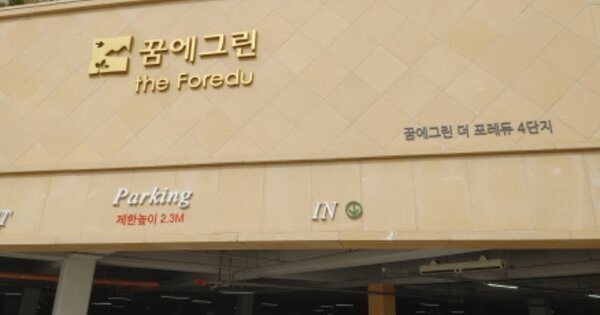 꿈에그린
the Foredu
꿈에그린 더 포레듀 4단지
T
Parking
IN
제한높이 2.3M